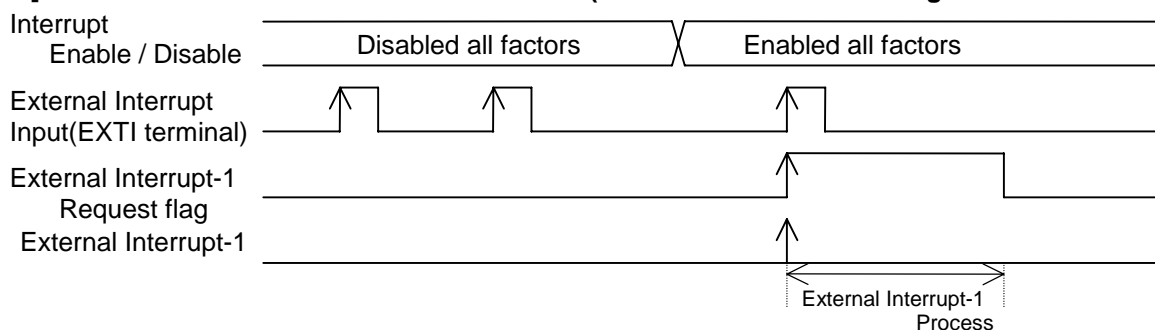 Interrupt
Enable / Disable
Disabled all factors
Enabled all factors
External Interrupt
Input(EXTI terminal)
External Interrupt-1
Request flag
External Interrupt-1
External Interrupt-1
Process